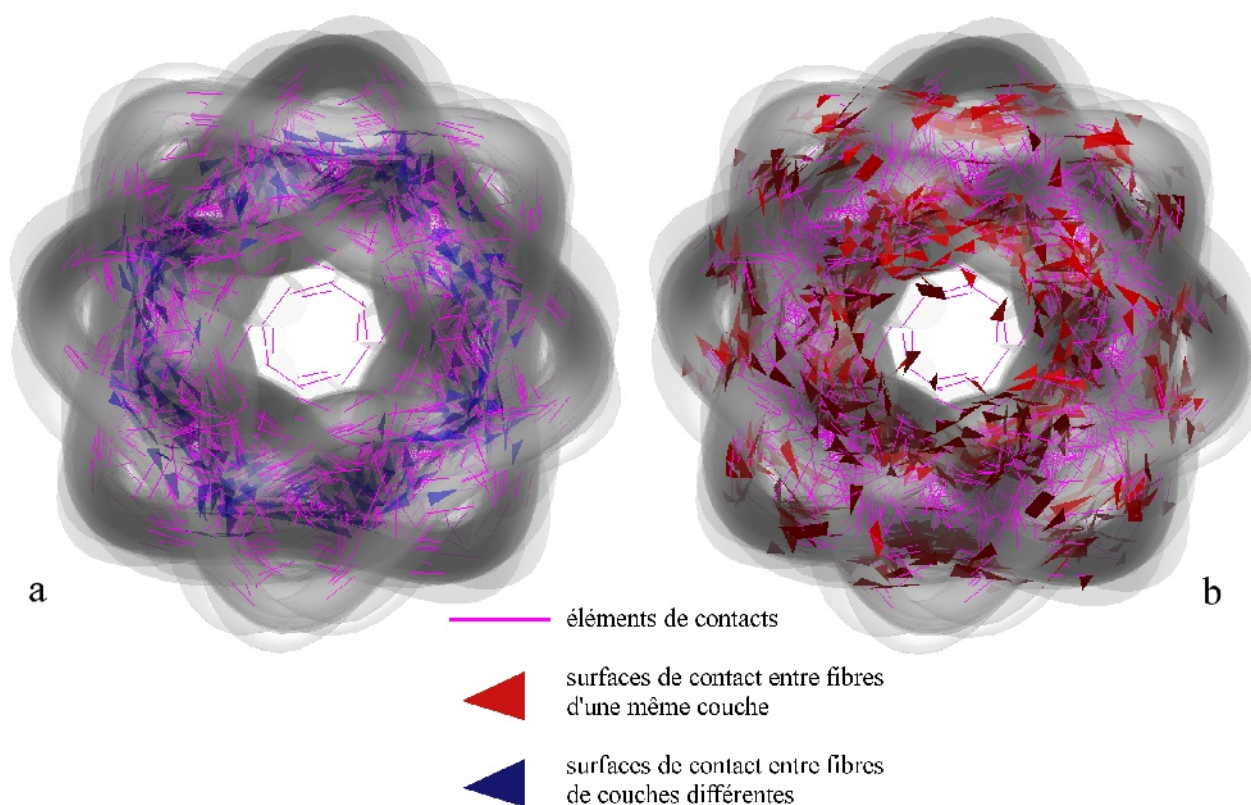 a
b
éléments de contacts
surfaces de contact entre fibres
d'une même couche
surfaces de contact entre fibres
de couches différentes